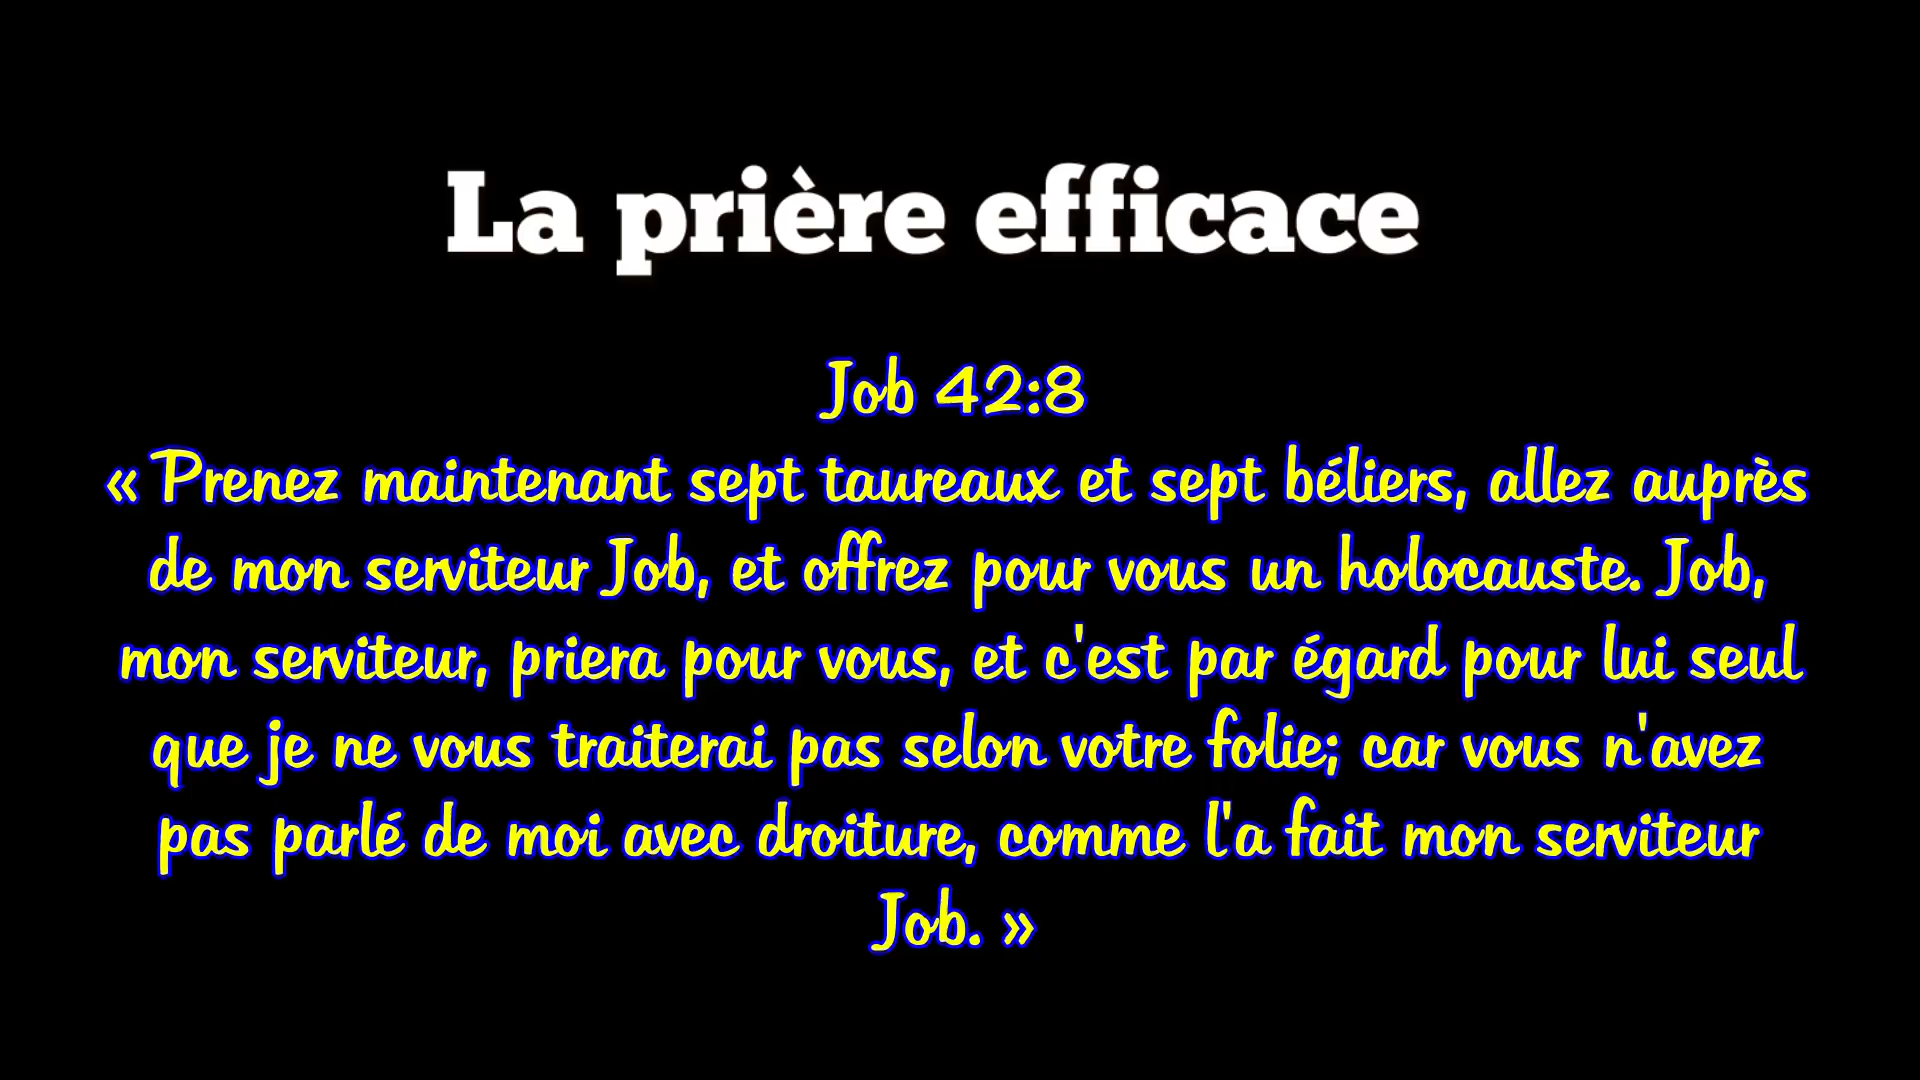 La prière efficace
Job 42:8
« Prenez maintenant sept taureaux et sept béliers, allez auprès
de mon serviteur Job, et offrez pour vous un holocauste. Job,
mon serviteur, priera pour vous, et c'est par égard pour lui seul
que je ne vous traiterai pas selon votre folie; car vous n'avez
pas parlé de moi avec droiture, comme l'a fait mon serviteur
Job. »